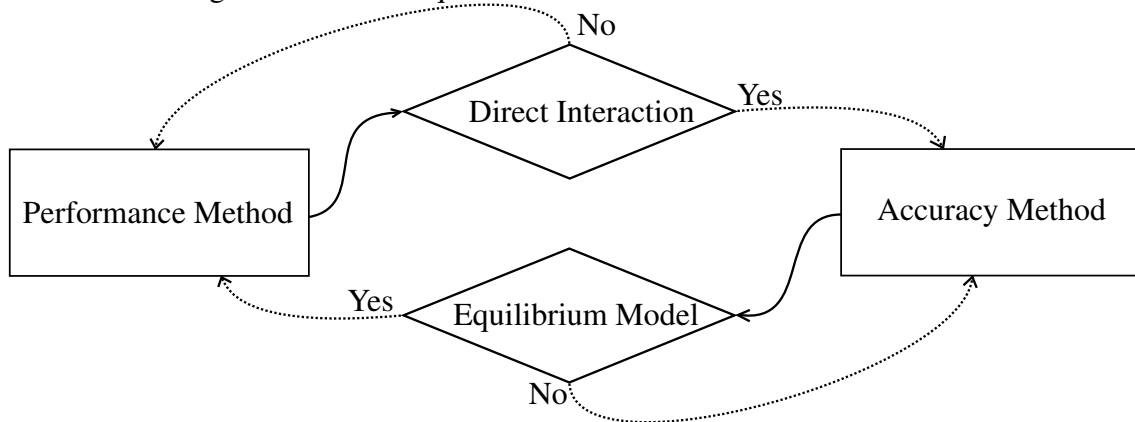 No
Direct Interaction
Yes
Performance Method
Accuracy Method
Yes
Equilibrium Model
No